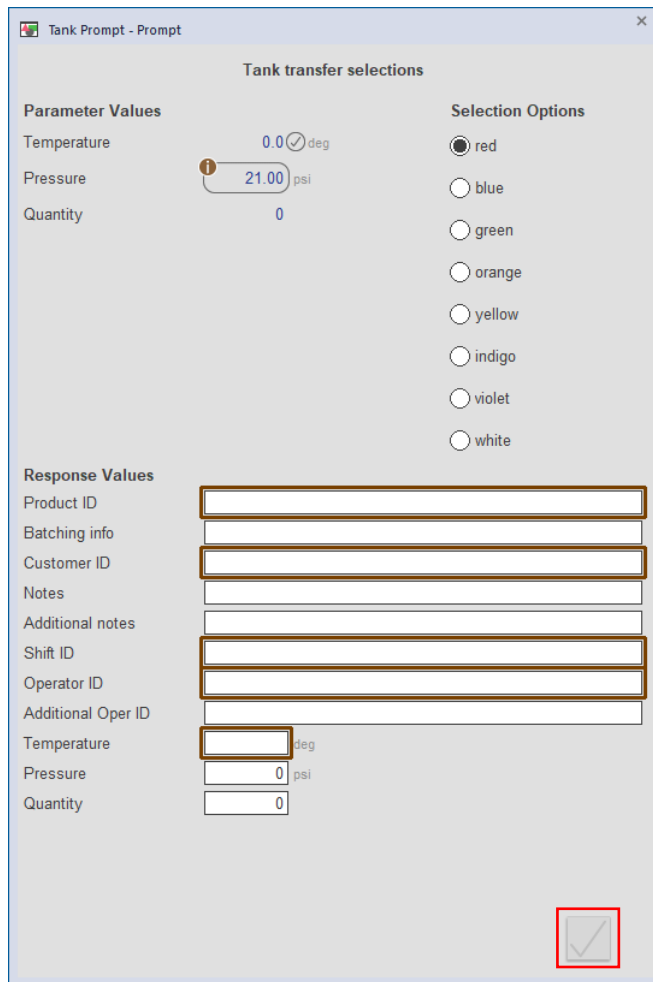 Tank Prompt - Prompt
Tank transfer selections
Parameter Values
Temperature 0.0 deg
Pressure 21.00 psi
Quantity 0
Selection Options
red
blue
green
orange
yellow
indigo
violet
white
Response Values
Product ID
Batching info
Customer ID
Notes
Additional notes
Shift ID
Operator ID
Additional Oper ID
Temperature deg
Pressure 0 psi
Quantity 0